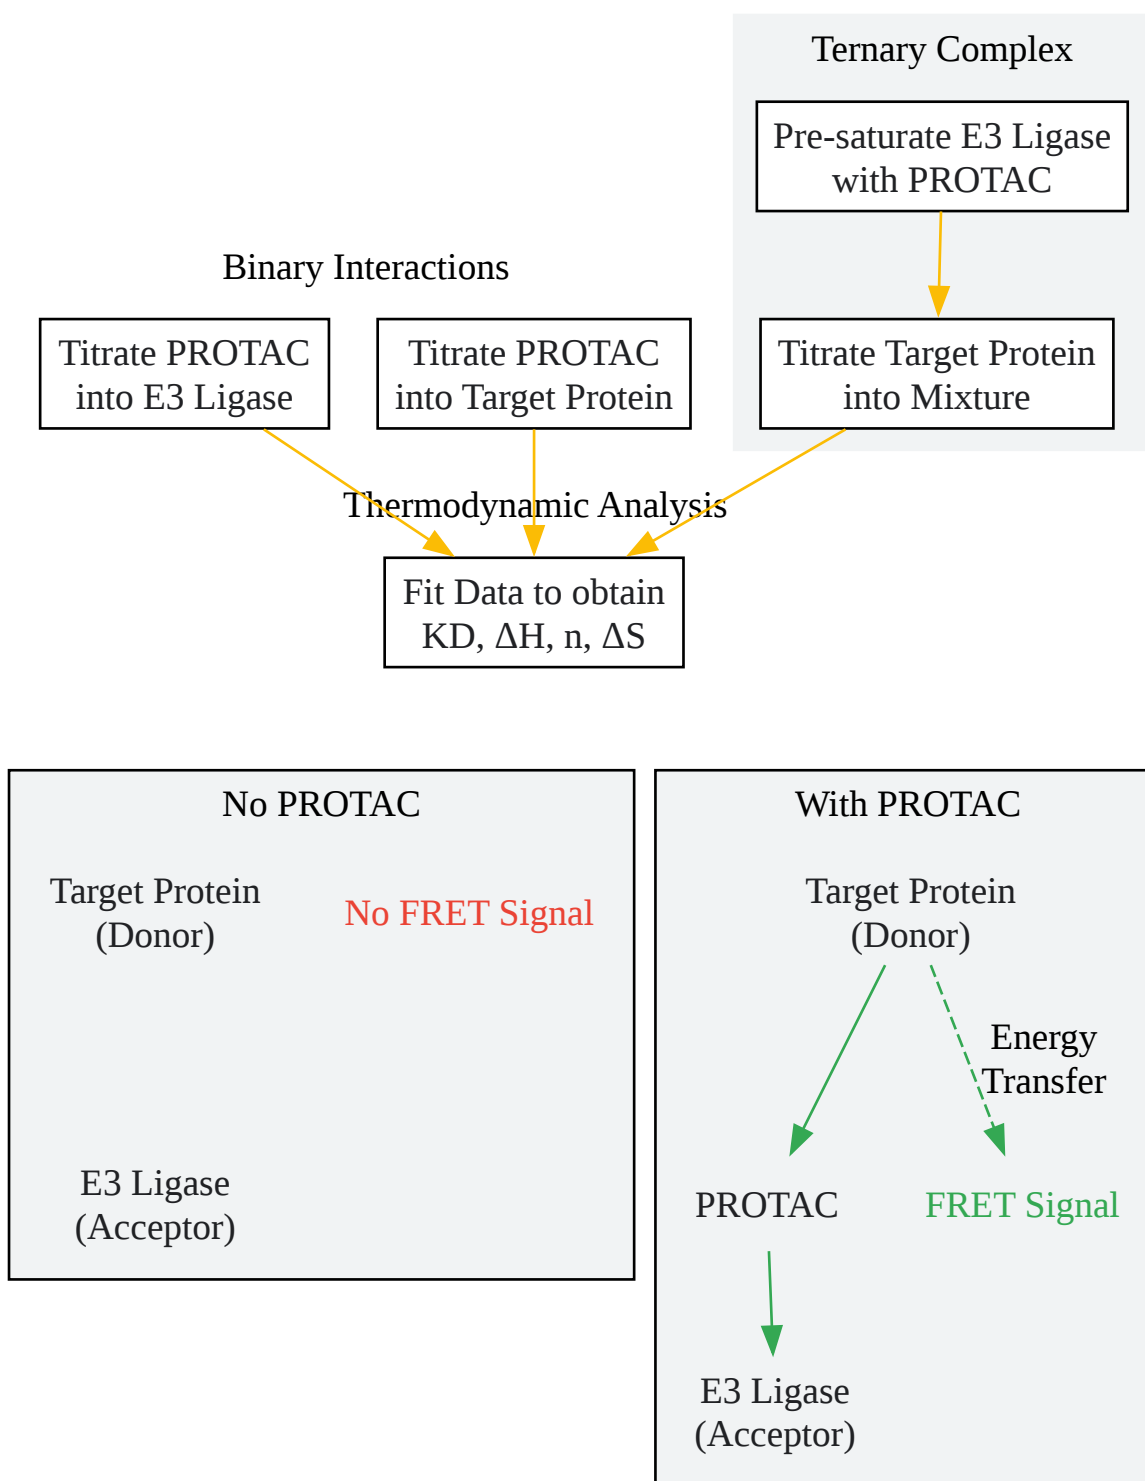 Ternary Complex
Pre-saturate E3 Ligase
with PROTAC
Binary Interactions
Titrate PROTAC
into E3 Ligase
Titrate PROTAC
into Target Protein
Titrate Target Protein
into Mixture
Thermodynamic Analysis
Fit Data to obtain
KD, ΔH, n, ΔS
No PROTAC
Target Protein
(Donor)
No FRET Signal
E3 Ligase
(Acceptor)
With PROTAC
Target Protein
(Donor)
Energy
Transfer
PROTAC
FRET Signal
E3 Ligase
(Acceptor)